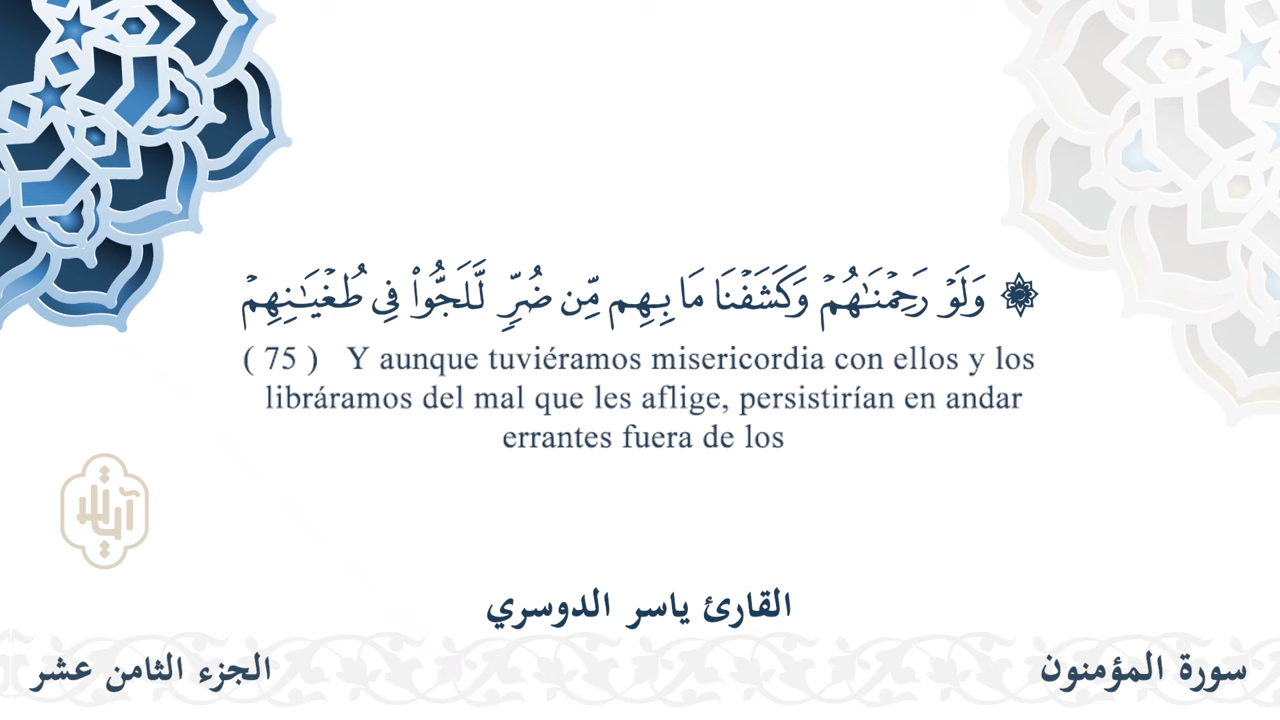 ۞ وَلَوۡ رَحِمۡنَٰهُمۡ وَكَشَفۡنَا مَا بِهِم مِّن ضُرّٖ لَّلَجُّواْ فِي طُغۡيَٰنِهِمۡ
( 75 ) Y aunque tuviéramos misericordia con ellos y los
libráramos del mal que les aflige, persistirían en andar
errantes fuera de los
القارئ ياسر الدوسري
سورة المؤمنون
الجزء الثامن عشر